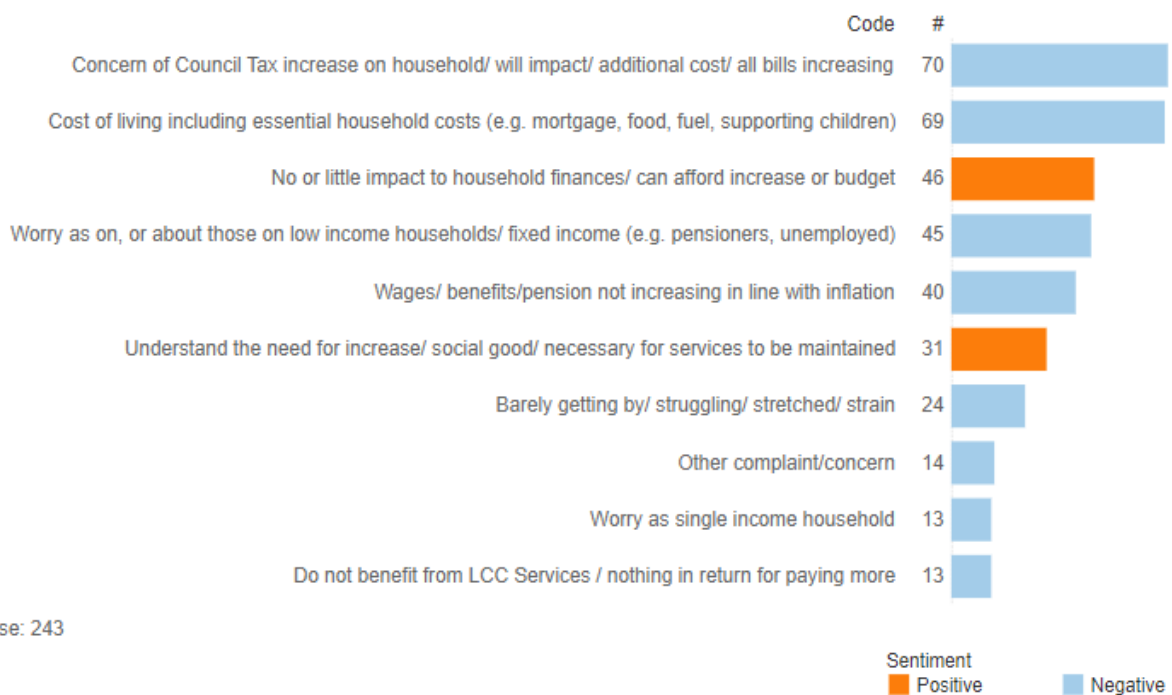 Code #
Concern of Council Tax increase on household/ will impact/ additional cost/ all bills increasing 70
Cost of living including essential household costs (e.g. mortgage, food, fuel, supporting children) 69
No or little impact to household finances/ can afford increase or budget 46
Worry as on, or about those on low income households/ fixed income (e.g. pensioners, unemployed) 45
Wages/ benefits/pension not increasing in line with inflation 40
Understand the need for increase/ social good/ necessary for services to be maintained 31
Barely getting by/ struggling/ stretched/ strain 24
Other complaint/concern 14
Worry as single income household 13
Do not benefit from LCC Services / nothing in return for paying more 13
se: 243
Sentiment
Positive Negative